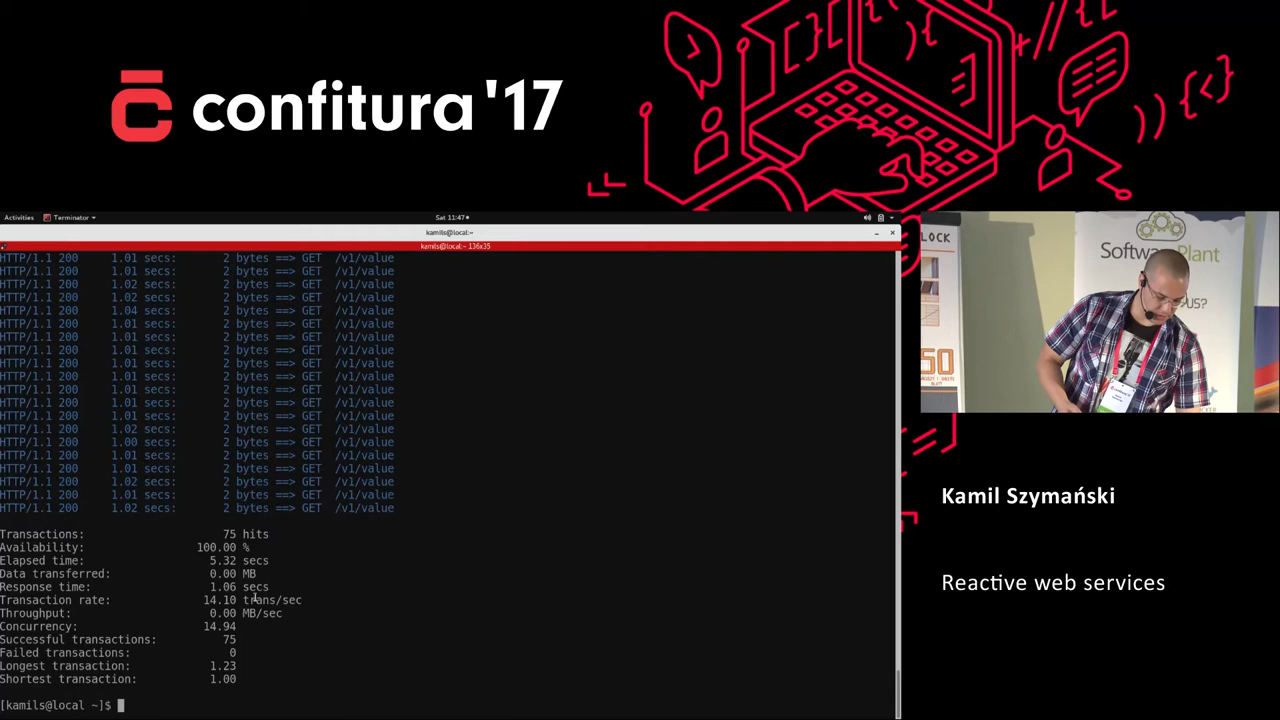 confitura '17
Activities Terminator Sat 11:47
kamils@local:~
kamils@local:~ 136x35
HTTP/1.1 200 1.01 secs: 2 bytes ==> GET /v1/value
HTTP/1.1 200 1.01 secs: 2 bytes ==> GET /v1/value
HTTP/1.1 200 1.02 secs: 2 bytes ==> GET /v1/value
HTTP/1.1 200 1.02 secs: 2 bytes ==> GET /v1/value
HTTP/1.1 200 1.04 secs: 2 bytes ==> GET /v1/value
HTTP/1.1 200 1.01 secs: 2 bytes ==> GET /v1/value
HTTP/1.1 200 1.01 secs: 2 bytes ==> GET /v1/value
HTTP/1.1 200 1.01 secs: 2 bytes ==> GET /v1/value
HTTP/1.1 200 1.01 secs: 2 bytes ==> GET /v1/value
HTTP/1.1 200 1.01 secs: 2 bytes ==> GET /v1/value
HTTP/1.1 200 1.01 secs: 2 bytes ==> GET /v1/value
HTTP/1.1 200 1.01 secs: 2 bytes ==> GET /v1/value
HTTP/1.1 200 1.01 secs: 2 bytes ==> GET /v1/value
HTTP/1.1 200 1.02 secs: 2 bytes ==> GET /v1/value
HTTP/1.1 200 1.00 secs: 2 bytes ==> GET /v1/value
HTTP/1.1 200 1.01 secs: 2 bytes ==> GET /v1/value
HTTP/1.1 200 1.01 secs: 2 bytes ==> GET /v1/value
HTTP/1.1 200 1.02 secs: 2 bytes ==> GET /v1/value
HTTP/1.1 200 1.01 secs: 2 bytes ==> GET /v1/value
HTTP/1.1 200 1.02 secs: 2 bytes ==> GET /v1/value
Transactions: 75 hits
Availability: 100.00 %
Elapsed time: 5.32 secs
Data transferred: 0.00 MB
Response time: 1.06 secs
Transaction rate: 14.10 trans/sec
Throughput: 0.00 MB/sec
Concurrency: 14.94
Successful transactions: 75
Failed transactions: 0
Longest transaction: 1.23
Shortest transaction: 1.00
[kamils@local ~]$
LOCK
Software Plant
US?
50
Kamil Szymański
Reactive web services